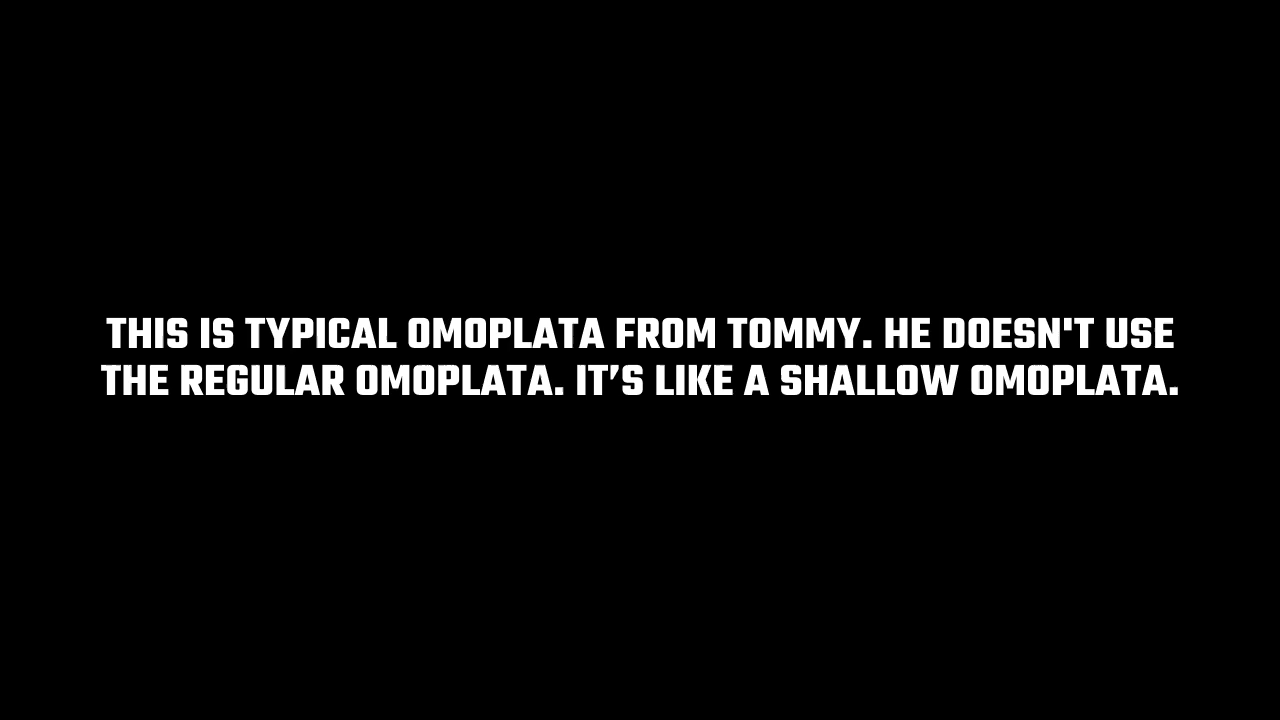 THIS IS TYPICAL OMOPLATA FROM TOMMY. HE DOESN'T USE
THE REGULAR OMOPLATA. IT’S LIKE A SHALLOW OMOPLATA.